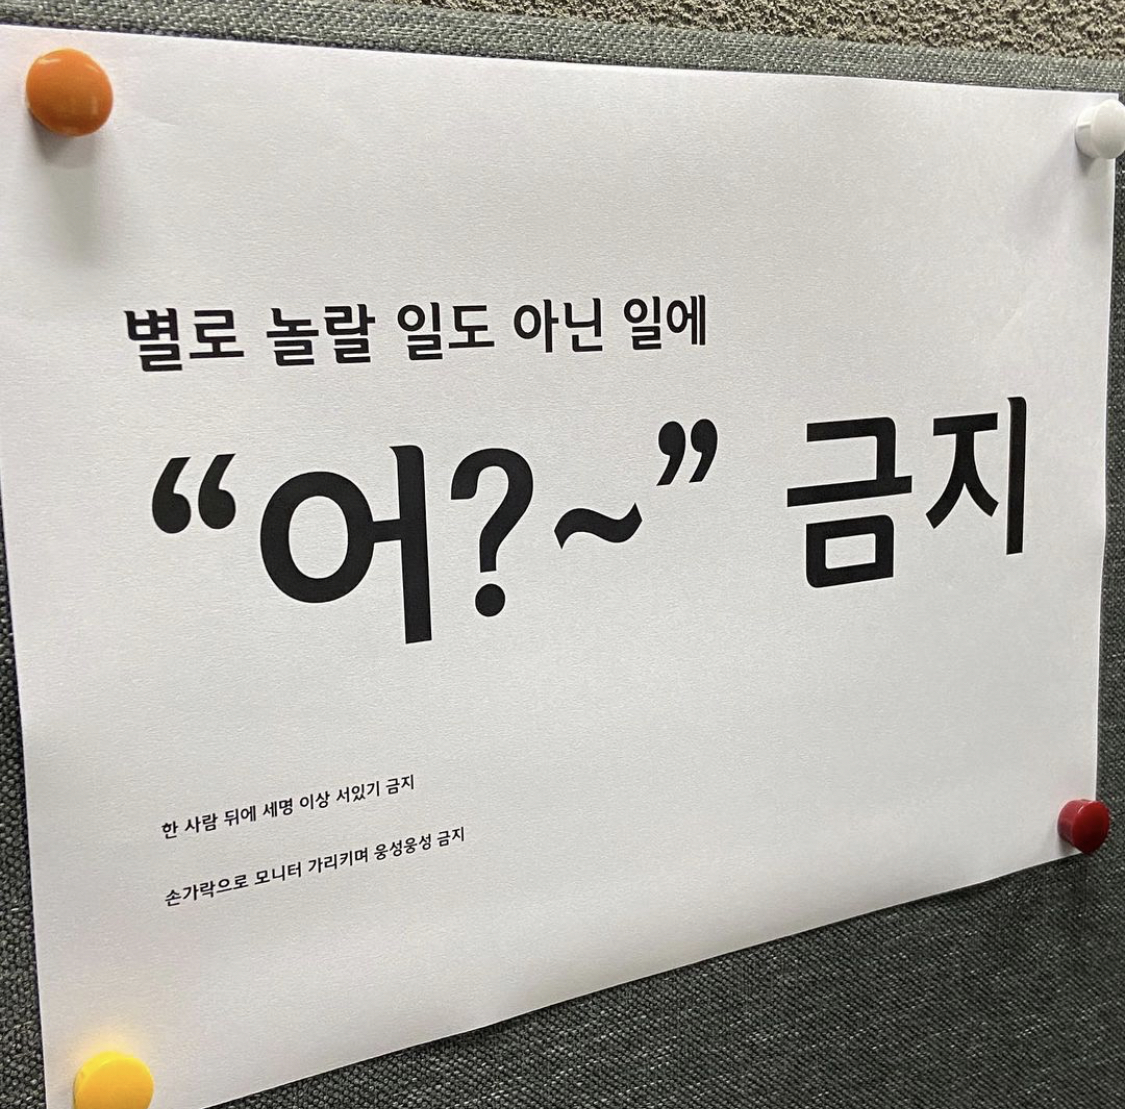 별로 놀랄 일도 아닌 일에
“어?~” 금지
한 사람 뒤에 세명 이상 서있기 금지
손가락으로 모니터 가리키며 웅성웅성 금지